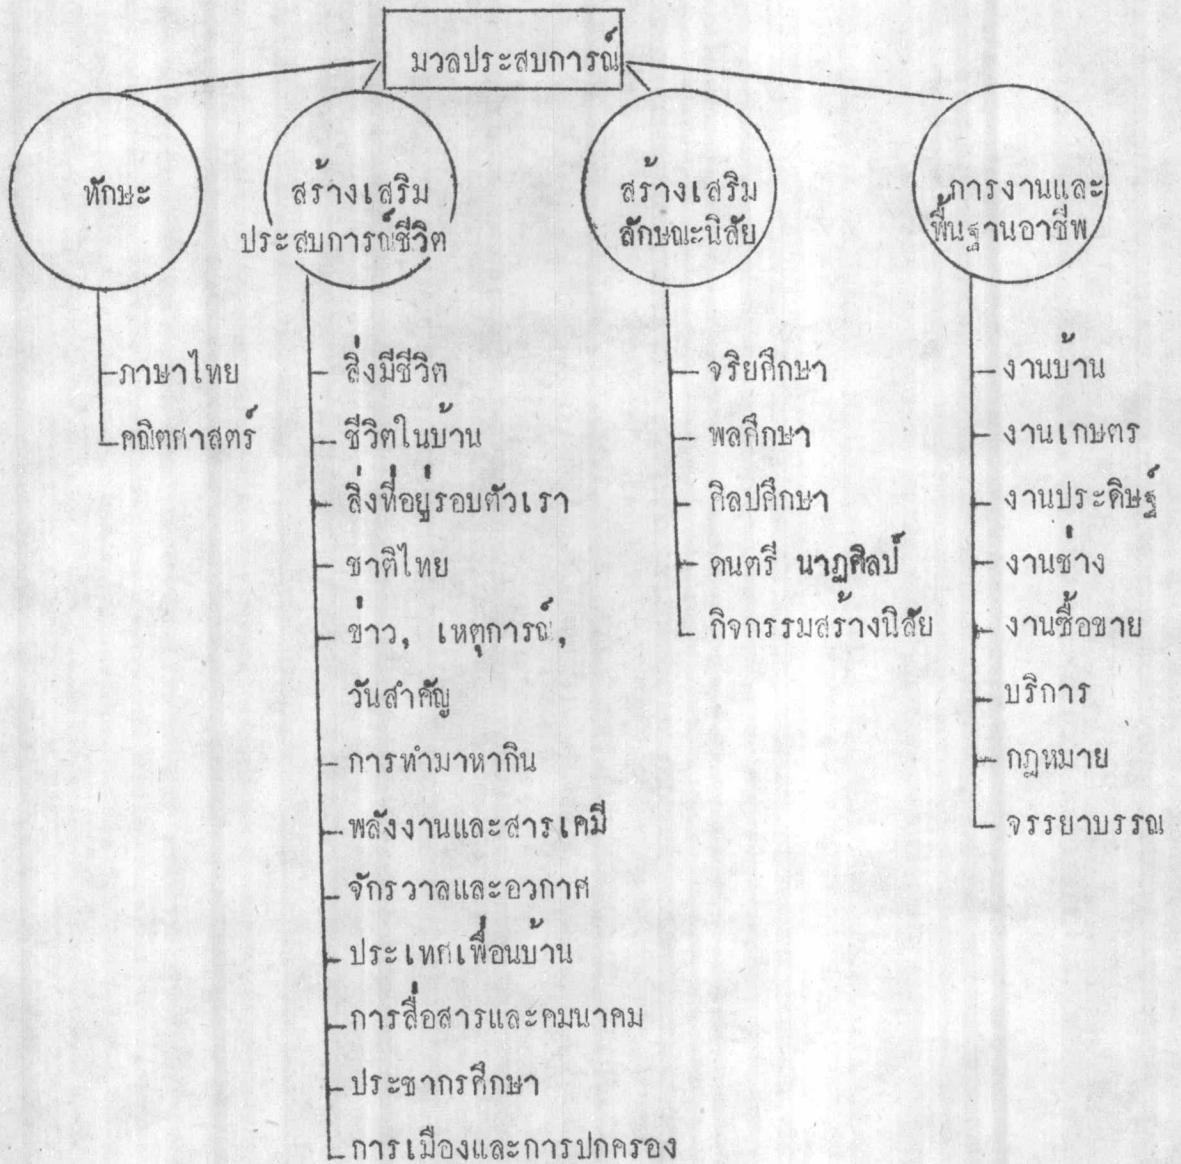 มวลประสบการณ์
ทักษะ
สร้างเสริม
ประสบการณ์ชีวิต
สร้างเสริม
ลักษณะนิสัย
การงานและ
พื้นฐานอาชีพ
ภาษาไทย
คณิตศาสตร์
สิ่งมีชีวิต
ชีวิตในบ้าน
สิ่งที่อยู่รอบตัวเรา
ชาติไทย
ข่าว, เหตุการณ์,
วันสำคัญ
การทำมาหากิน
พลังงานและสารเคมี
จักรวาลและอวกาศ
ประเทศเพื่อนบ้าน
การสื่อสารและคมนาคม
ประชากรศึกษา
การเมืองและการปกครอง
จริยศึกษา
พลศึกษา
ศิลปศึกษา
ดนตรี นาฏศิลป์
กิจกรรมสร้างนิสัย
งานบ้าน
งานเกษตร
งานประดิษฐ์
งานช่าง
งานซื้อขาย
บริการ
กฎหมาย
จรรยาบรรณ